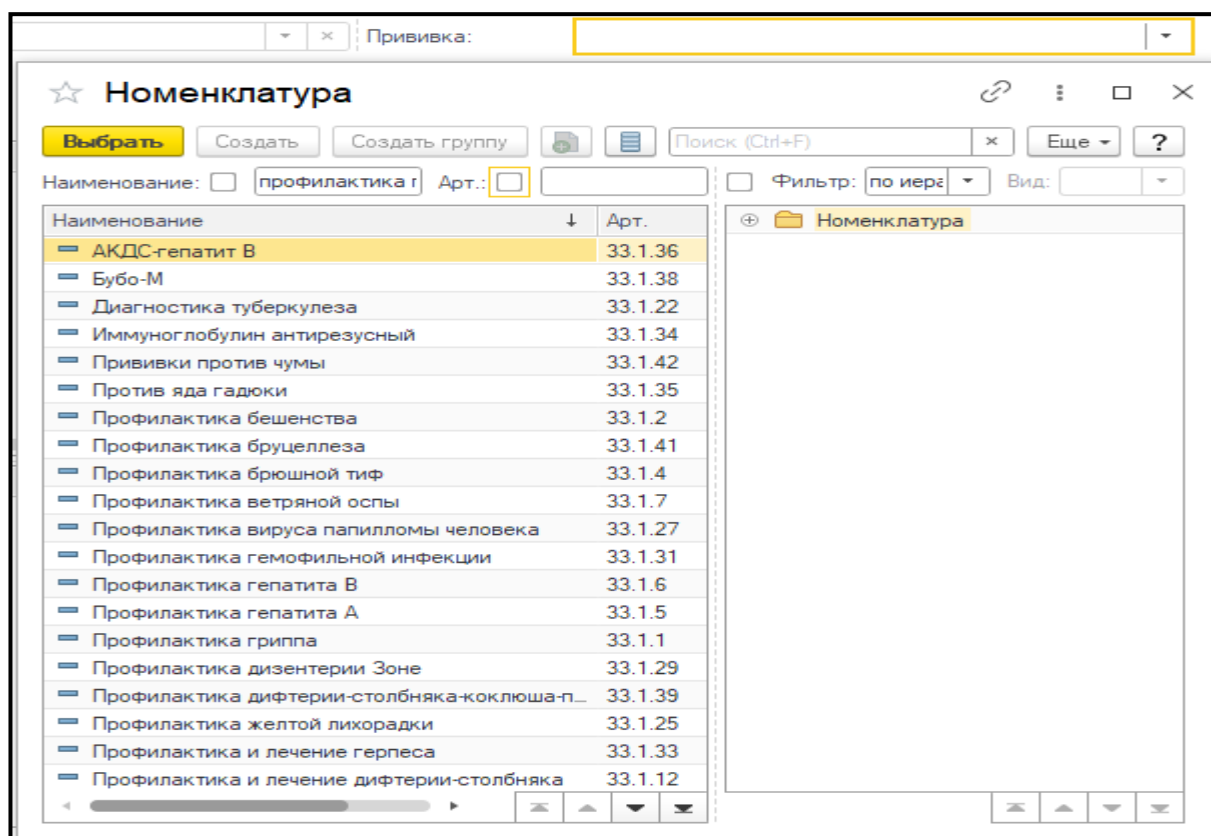 Прививка:
Номенклатура
Выбрать Создать Создать группу Поиск (Ctrl+F) Еще ?
Наименование: профилактика г Арт.: Фильтр: по иера Вид:
Наименование Арт. Номенклатура
АКДС-гепатит В 33.1.36
Бубо-М 33.1.38
Диагностика туберкулеза 33.1.22
Иммуноглобулин антирезусный 33.1.34
Прививки против чумы 33.1.42
Против яда гадюки 33.1.35
Профилактика бешенства 33.1.2
Профилактика бруцеллеза 33.1.41
Профилактика брюшной тиф 33.1.4
Профилактика ветряной оспы 33.1.7
Профилактика вируса папилломы человека 33.1.27
Профилактика гемофильной инфекции 33.1.31
Профилактика гепатита В 33.1.6
Профилактика гепатита А 33.1.5
Профилактика гриппа 33.1.1
Профилактика дизентерии Зоне 33.1.29
Профилактика дифтерии-столбняка-коклюша-п... 33.1.39
Профилактика желтой лихорадки 33.1.25
Профилактика и лечение герпеса 33.1.33
Профилактика и лечение дифтерии-столбняка 33.1.12